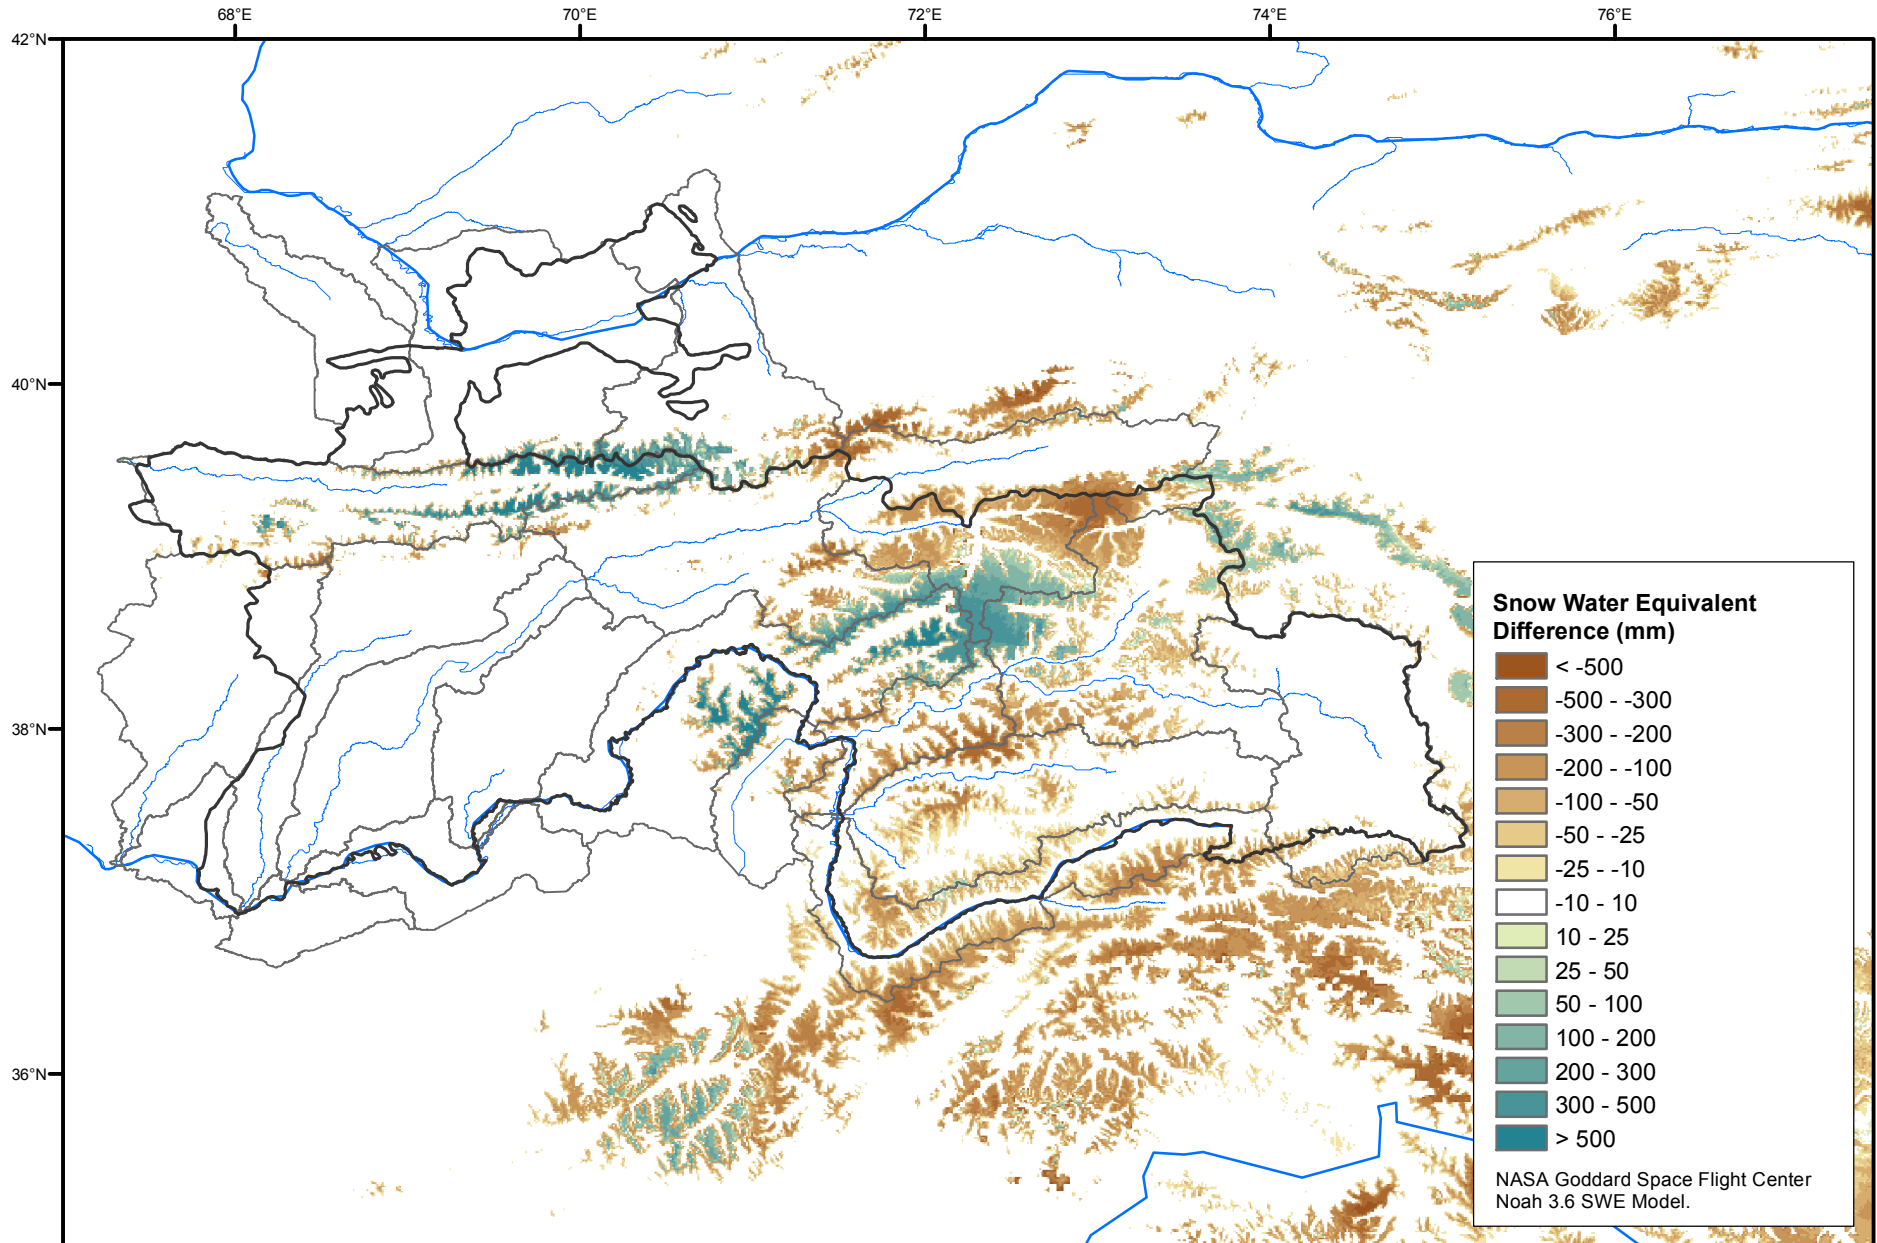 68°E 70°E 72°E 74°E 76°E
42°N
40°N
38°N
36°N
Snow Water Equivalent
Difference (mm)
< -500
-500 - -300
-300 - -200
-200 - -100
-100 - -50
-50 - -25
-25 - -10
-10 - 10
10 - 25
25 - 50
50 - 100
100 - 200
200 - 300
300 - 500
> 500
NASA Goddard Space Flight Center
Noah 3.6 SWE Model.